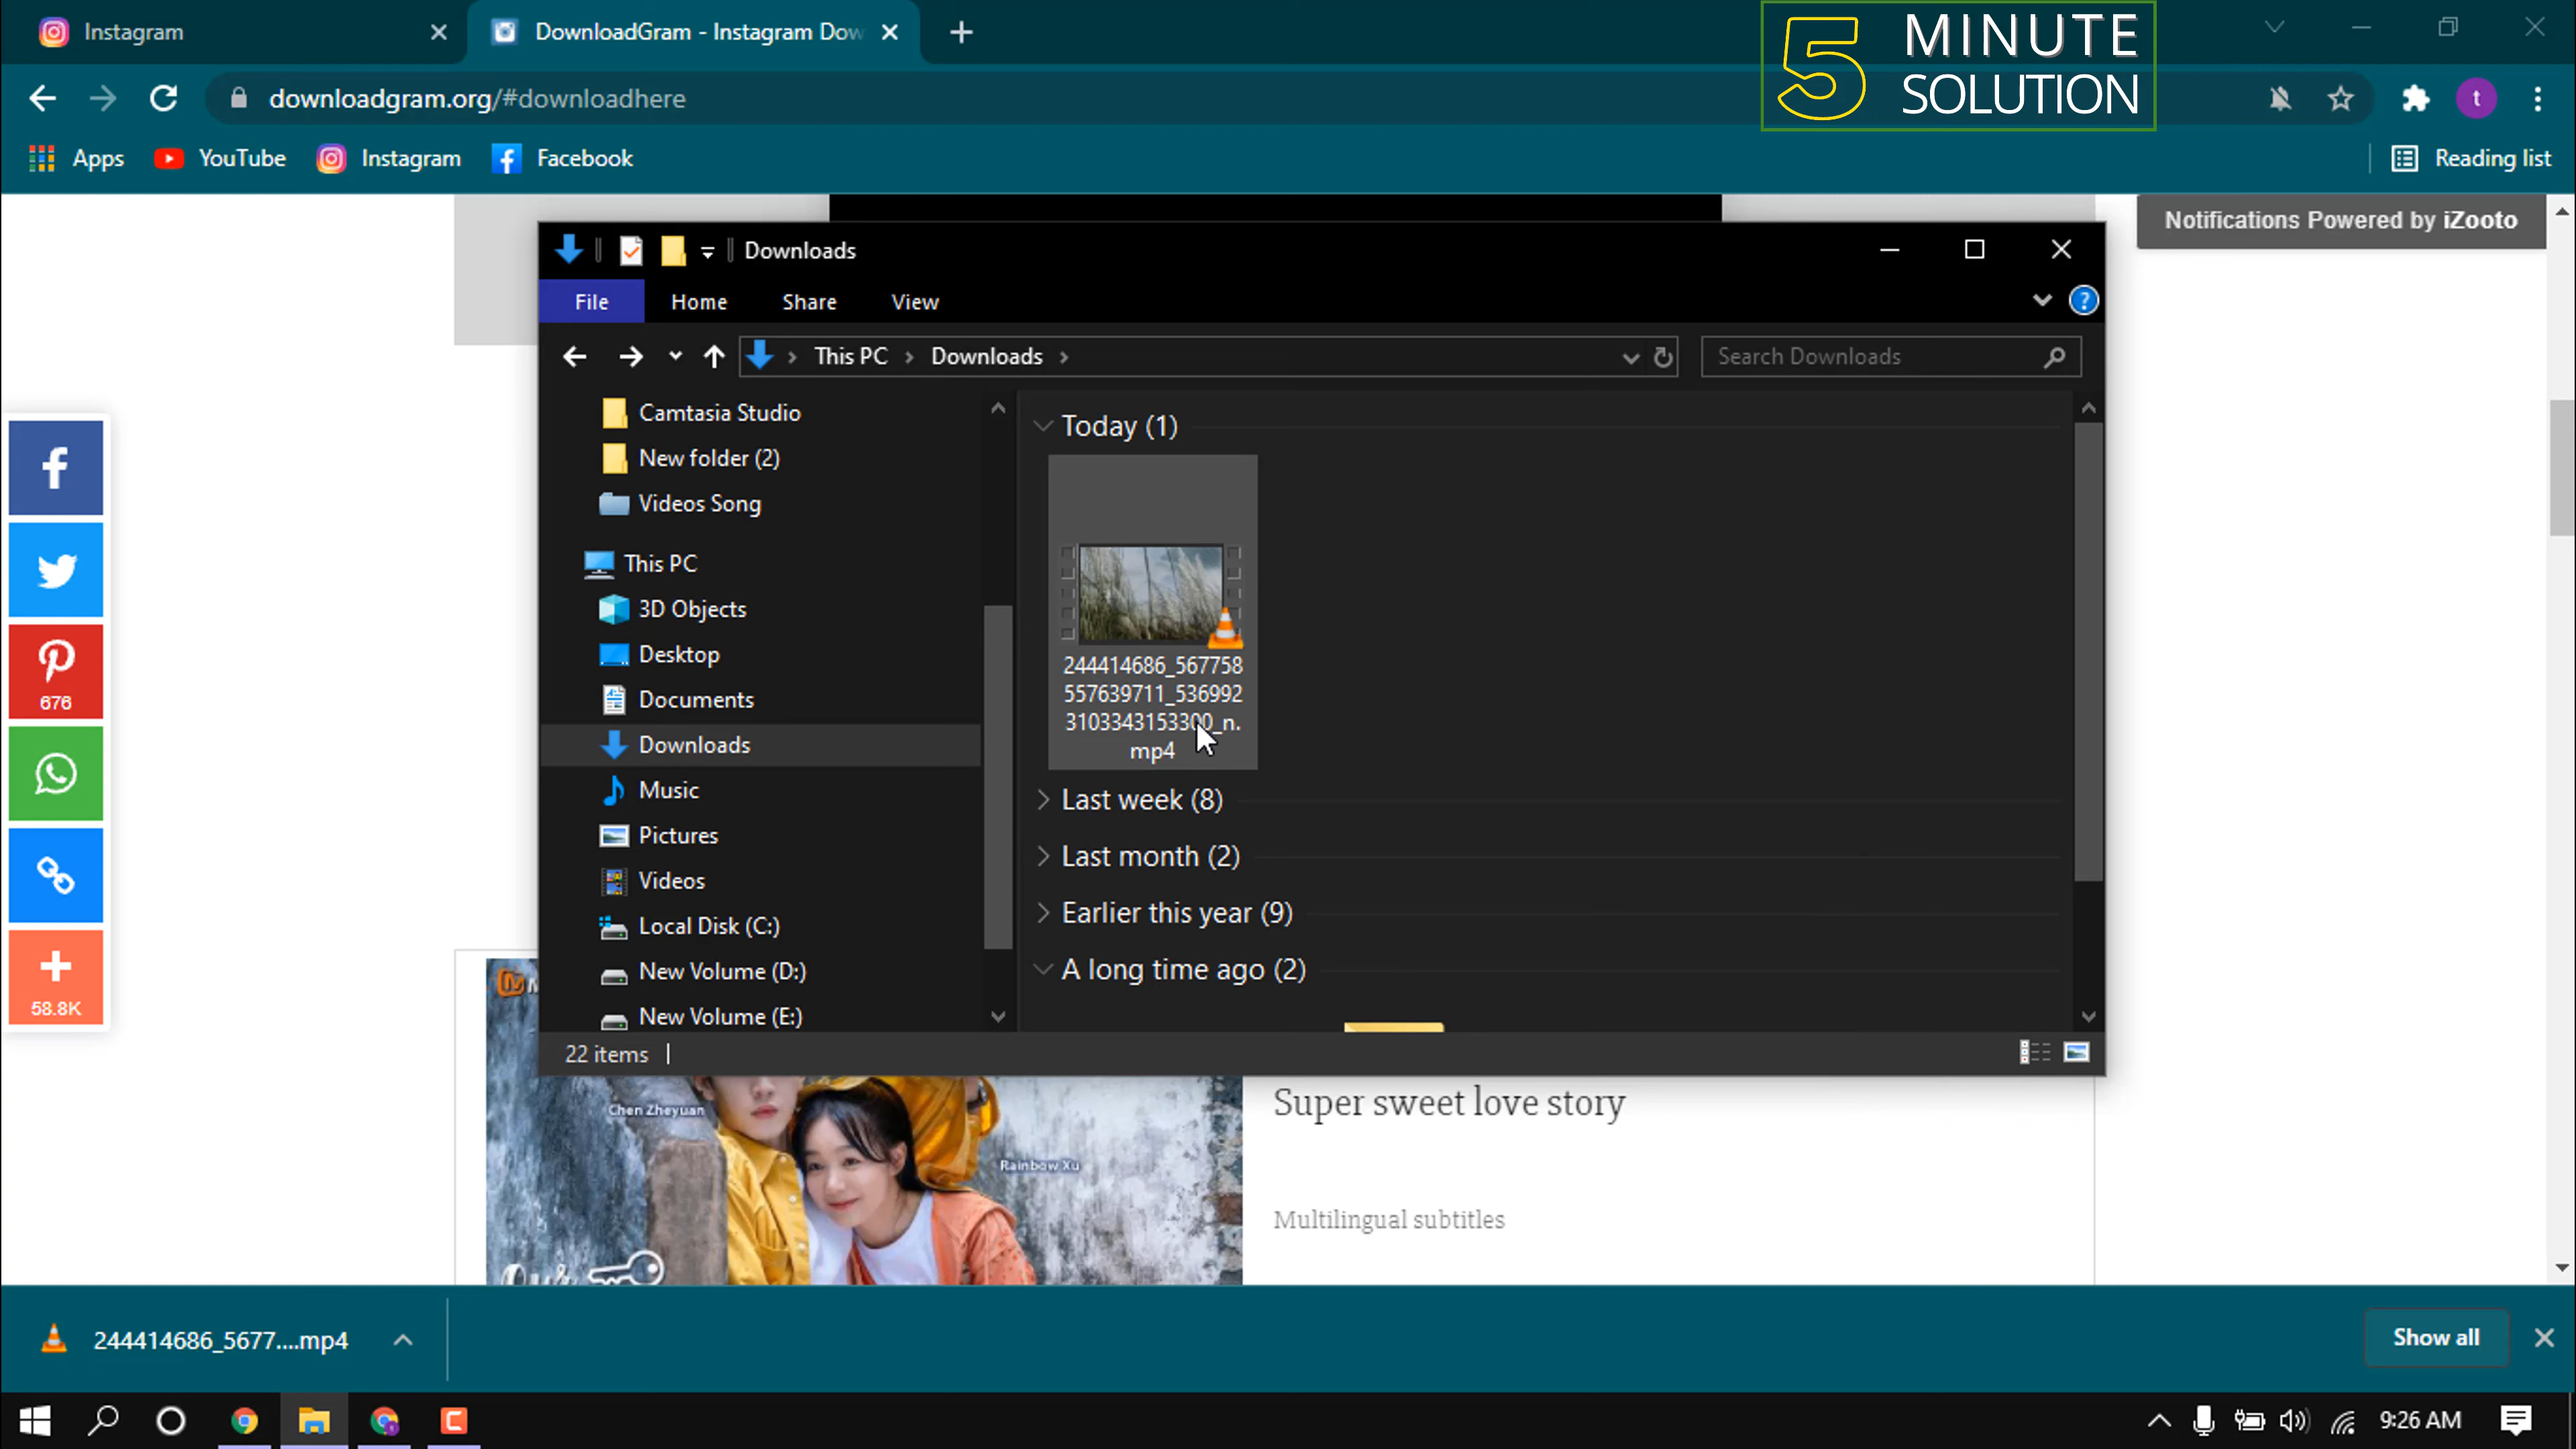 Instagram
DownloadGram - Instagram Dow
5 MINUTE
SOLUTION
downloadgram.org/#downloadhere
t
Apps
YouTube
Instagram
Facebook
Reading list
Notifications Powered by iZooto
Downloads
File
Home
Share
View
?
This PC
Downloads
Search Downloads
Camtasia Studio
New folder (2)
Videos Song
This PC
3D Objects
Desktop
Documents
Downloads
Music
Pictures
Videos
Local Disk (C:)
New Volume (D:)
New Volume (E:)
Today (1)
244414686_567758
557639711_536992
3103343153300_n.
mp4
Last week (8)
Last month (2)
Earlier this year (9)
A long time ago (2)
22 items
676
58.8K
Chen Zheyuan
Rainbow Xu
Our
Super sweet love story
Multilingual subtitles
244414686_5677....mp4
Show all
9:26 AM